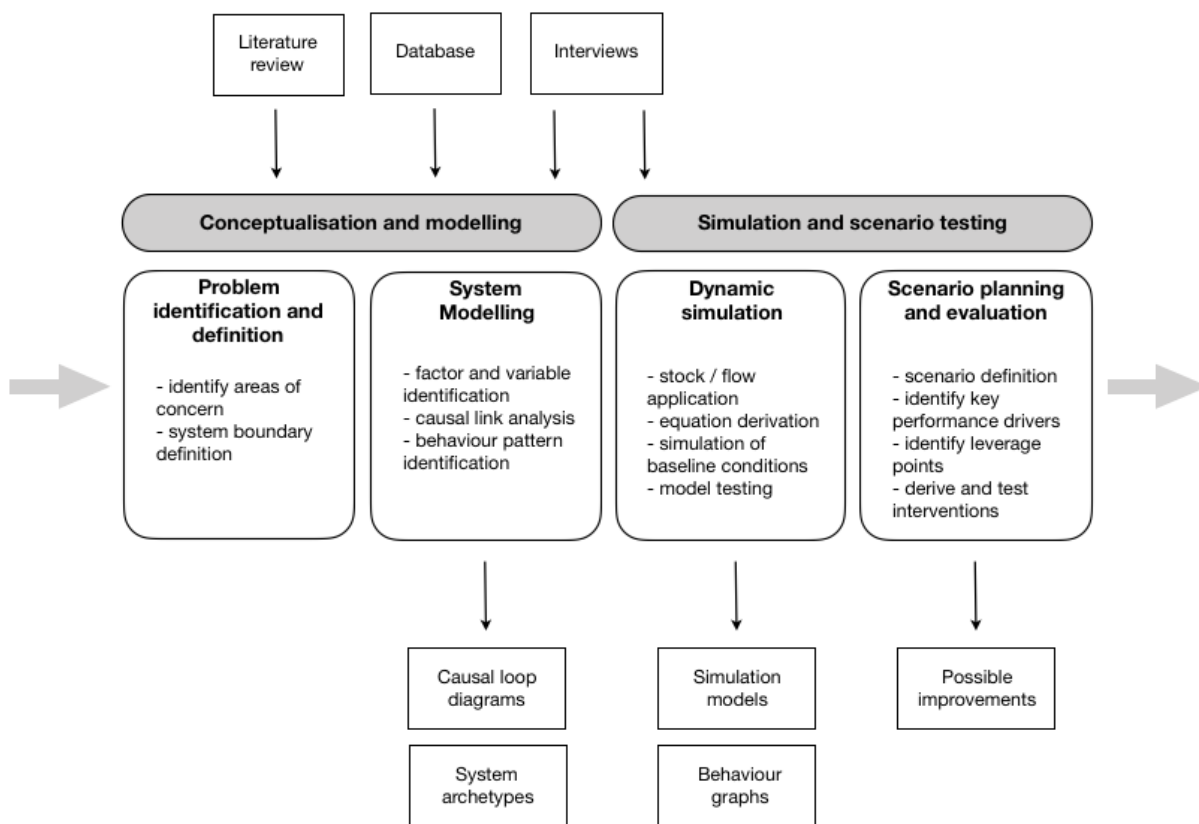 Literature
review
Database
Interviews
Conceptualisation and modelling
Simulation and scenario testing
Problem
identification and
definition
- identify areas of
concern
- system boundary
definition
System
Modelling
- factor and variable
identification
- causal link analysis
- behaviour pattern
identification
Dynamic
simulation
- stock / flow
application
- equation derivation
- simulation of
baseline conditions
- model testing
Scenario planning
and evaluation
- scenario definition
- identify key
performance drivers
- identify leverage
points
- derive and test
interventions
Causal loop
diagrams
Simulation
models
Possible
improvements
System
archetypes
Behaviour
graphs